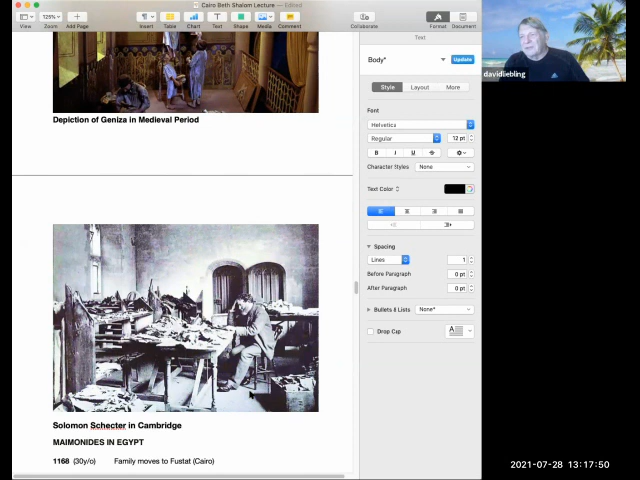 Cairo Beth Shalom Lecture — Edited
125%
View
Zoom
Add Page
Insert
Table
Chart
Text
Shape
Media
Comment
Collaborate
Format
Document
Depiction of Geniza in Medieval Period
Solomon Schecter in Cambridge
MAIMONIDES IN EGYPT
1168 (30y/o) Family moves to Fustat (Cairo)
Text
Body*
Update
Style
Layout
More
Font
Helvetica
Regular
12 pt
B I U S
Character Styles
None
Text Color
Spacing
Lines
1
Before Paragraph
0 pt
After Paragraph
0 pt
Bullets & Lists
None*
Drop Cap
davidliebling
2021-07-28 13:17:50